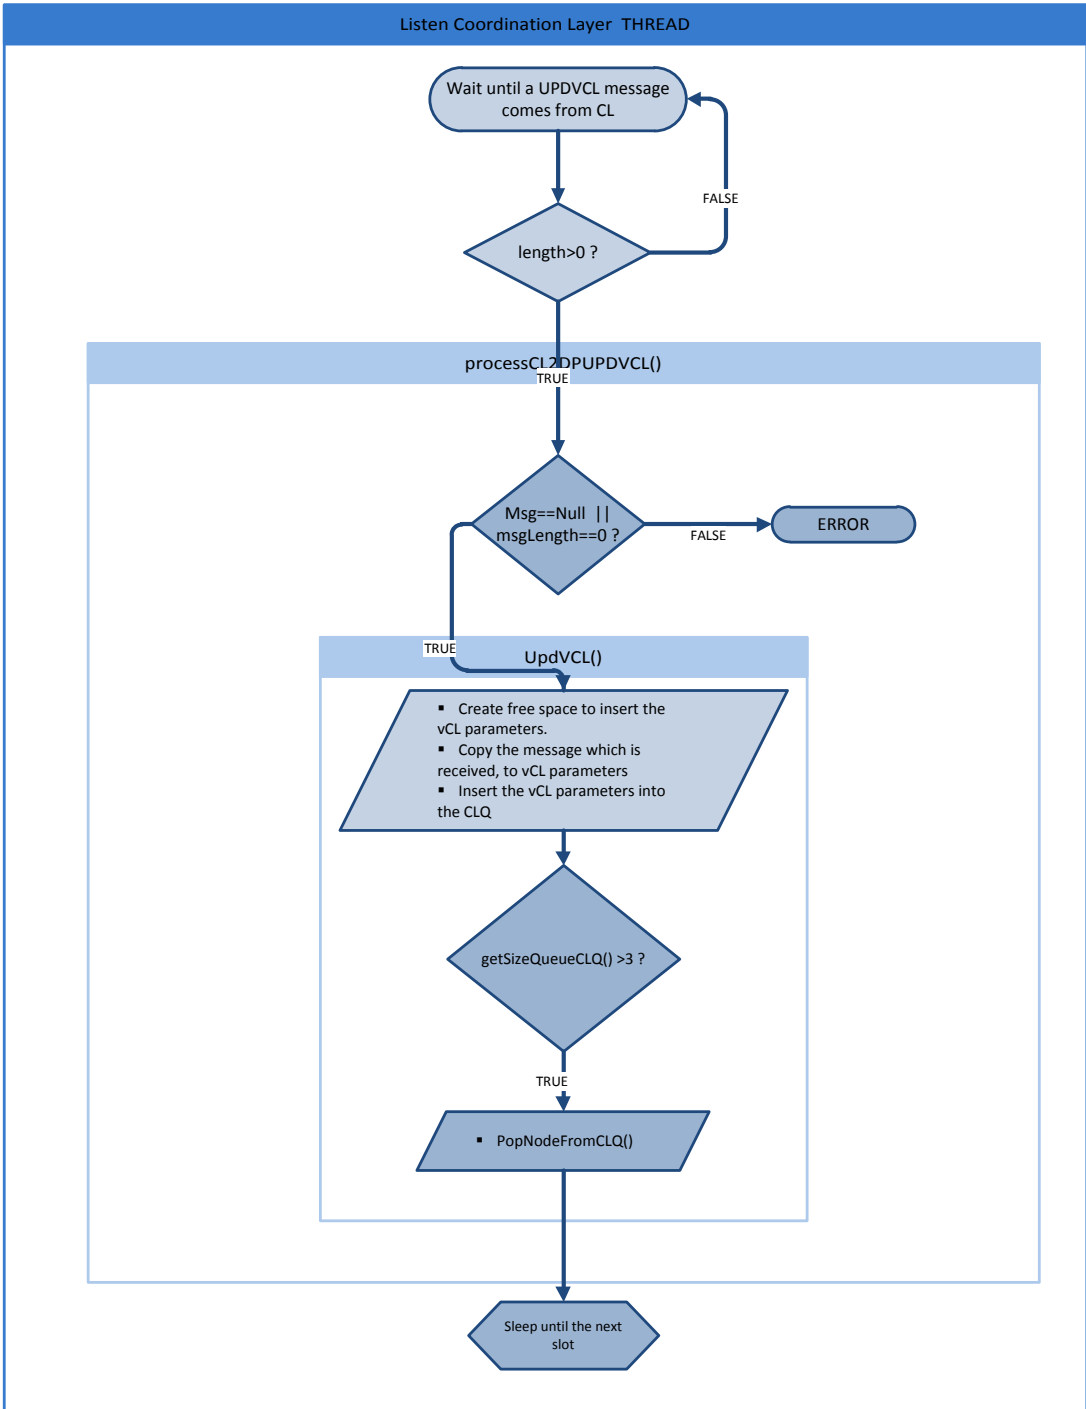 Listen Coordination Layer  THREAD
Wait until a UPDVCL message
comes from CL
FALSE
length>0 ?
processCL2DPUPDVCL()
TRUE
Msg==Null  ||
msgLength==0 ?
FALSE
ERROR
TRUE
UpdVCL()
▪ Create free space to insert the
vCL parameters.
▪ Copy the message which is
received, to vCL parameters
▪ Insert the vCL parameters into
the CLQ
getSizeQueueCLQ() >3 ?
TRUE
▪ PopNodeFromCLQ()
Sleep until the next
slot